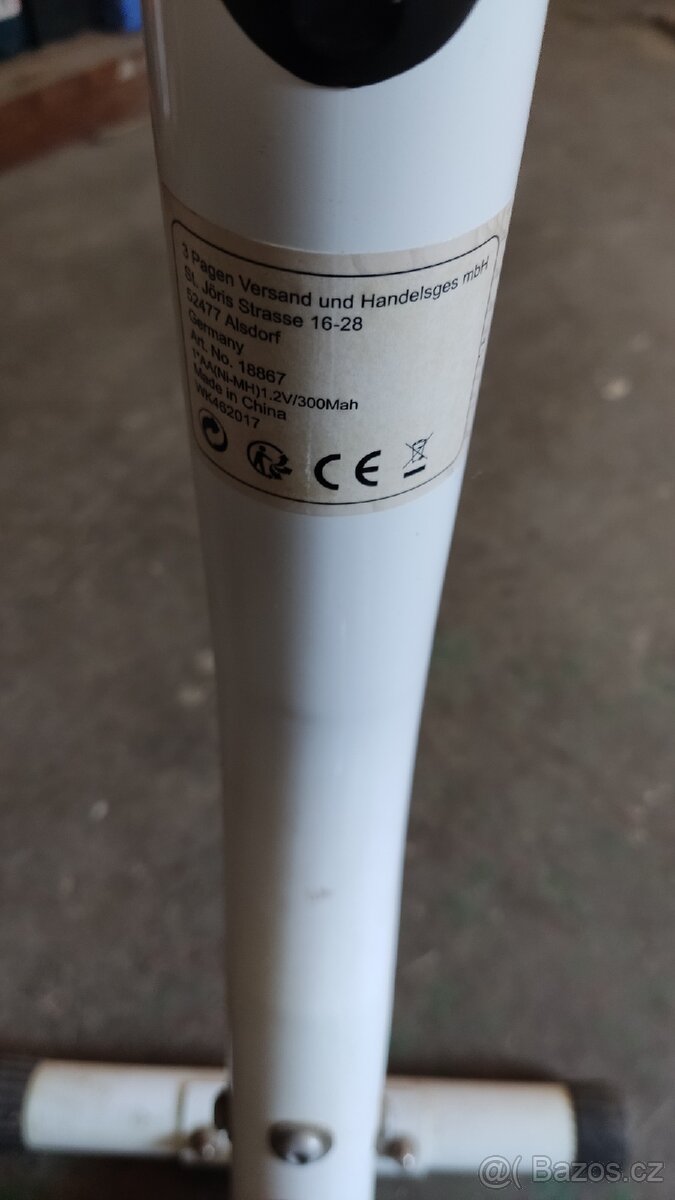 3 Pagen Versand und Handelsges mbH
St. Jöris Strasse 16-28
52477 Alsdorf
Germany
Art. No. 18867
1*AA(Ni-MH)1.2V/300Mah
Made in China
WK462017
CE
@( Bazos.cz